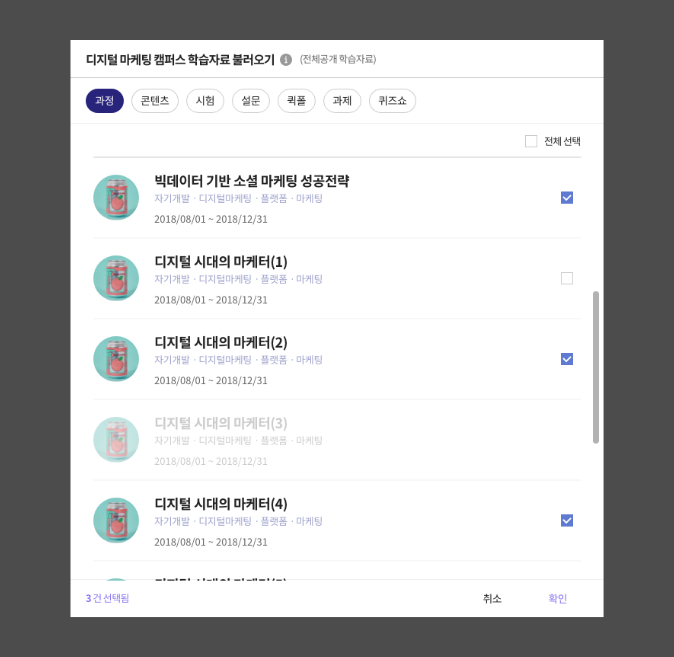 디지털 마케팅 캠퍼스 학습자료 불러오기 i (전체공개 학습자료)
과정 콘텐츠 시험 설문 퀵폴 과제 퀴즈쇼
전체 선택
빅데이터 기반 소셜 마케팅 성공전략
자기개발 · 디지털마케팅 · 플랫폼 · 마케팅
2018/08/01 ~ 2018/12/31
디지털 시대의 마케터(1)
자기개발 · 디지털마케팅 · 플랫폼 · 마케팅
2018/08/01 ~ 2018/12/31
디지털 시대의 마케터(2)
자기개발 · 디지털마케팅 · 플랫폼 · 마케팅
2018/08/01 ~ 2018/12/31
디지털 시대의 마케터(3)
자기개발 · 디지털마케팅 · 플랫폼 · 마케팅
2018/08/01 ~ 2018/12/31
디지털 시대의 마케터(4)
자기개발 · 디지털마케팅 · 플랫폼 · 마케팅
2018/08/01 ~ 2018/12/31
3 건 선택됨 취소 확인